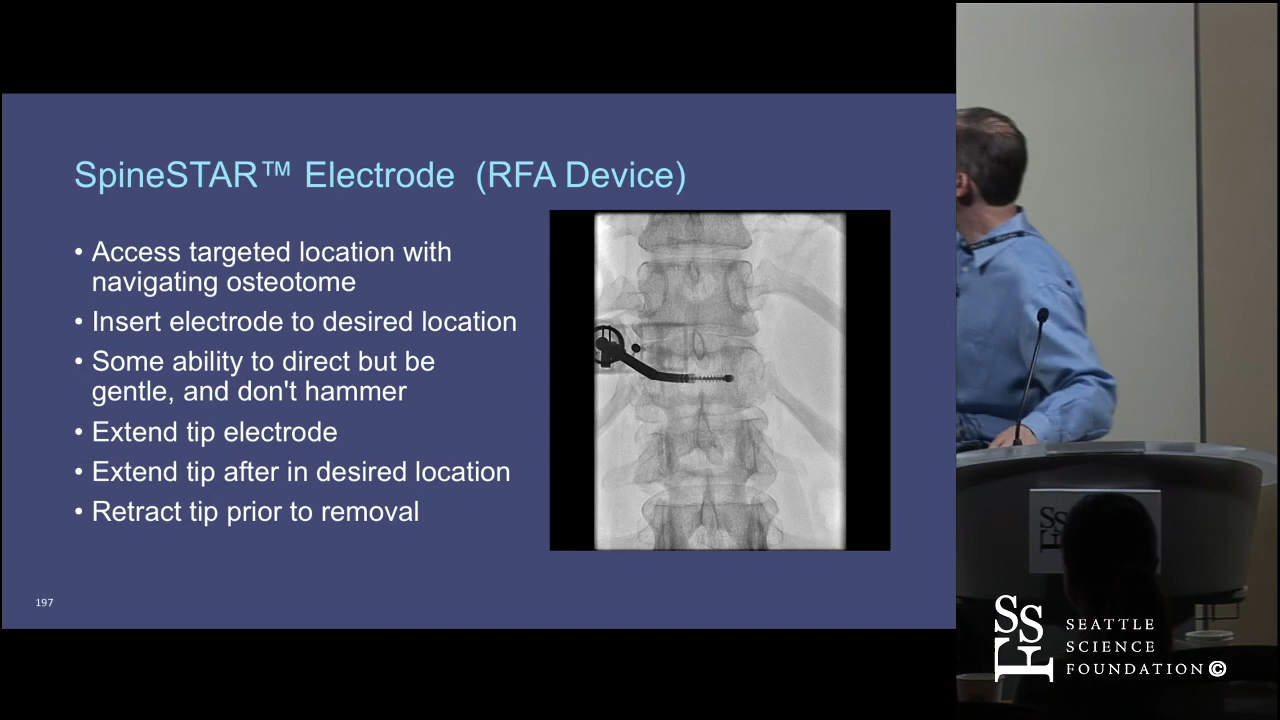 SpineSTAR™ Electrode (RFA Device)
• Access targeted location with
navigating osteotome
• Insert electrode to desired location
• Some ability to direct but be
gentle, and don't hammer
• Extend tip electrode
• Extend tip after in desired location
• Retract tip prior to removal
197
SSF
SSF
SEATTLE
SCIENCE
FOUNDATION©